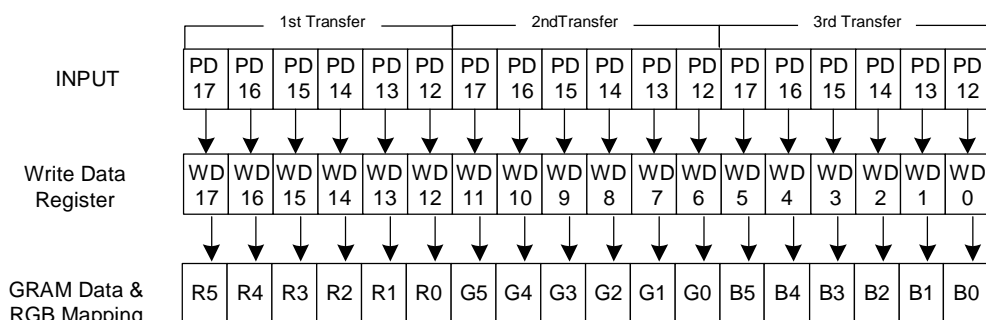 1st Transfer 2ndTransfer 3rd Transfer
INPUT
PD PD PD PD PD PD PD PD PD PD PD PD PD PD PD PD PD PD
17 16 15 14 13 12 17 16 15 14 13 12 17 16 15 14 13 12
Write Data
Register
WD WD WD WD WD WD WD WD WD WD WD WD WD WD WD WD WD WD
17 16 15 14 13 12 11 10 9 8 7 6 5 4 3 2 1 0
GRAM Data &
RGB Mapping
R5 R4 R3 R2 R1 R0 G5 G4 G3 G2 G1 G0 B5 B4 B3 B2 B1 B0